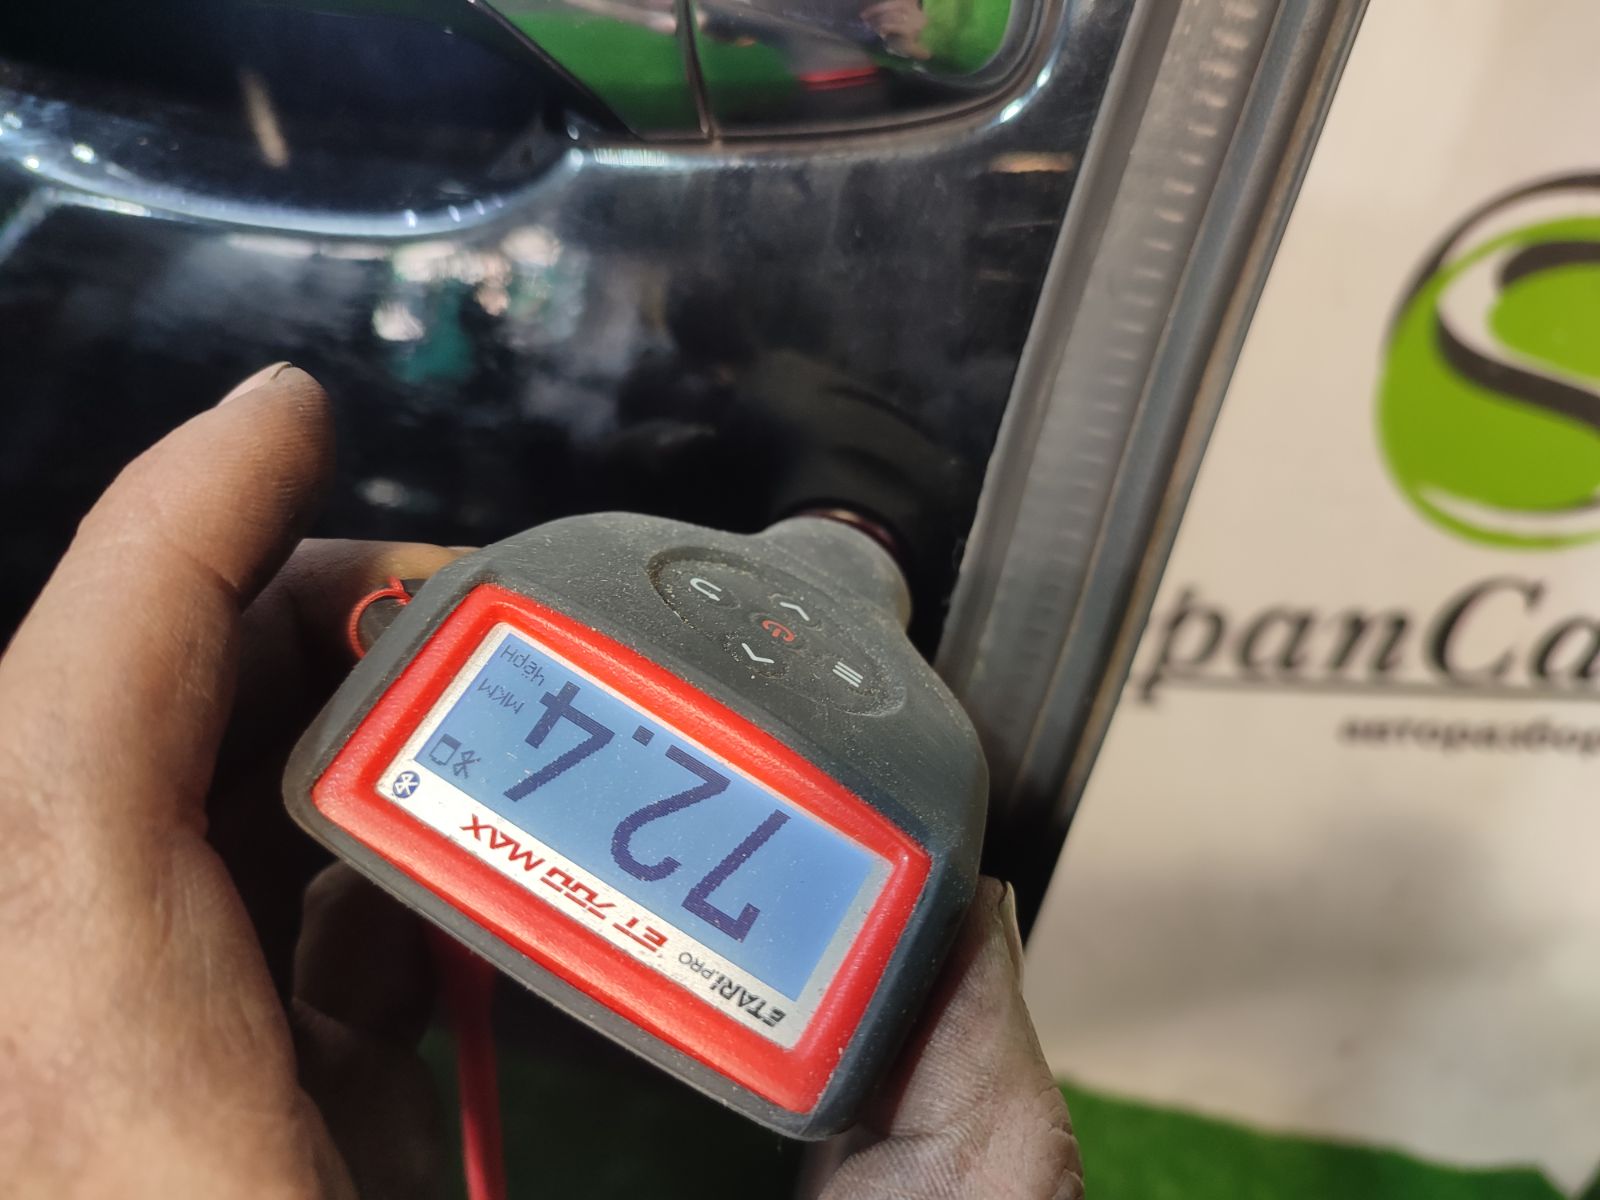 ETARI.PRO ET 700 MAX
72.4
мкм
чёрн
panCa
авторазбор